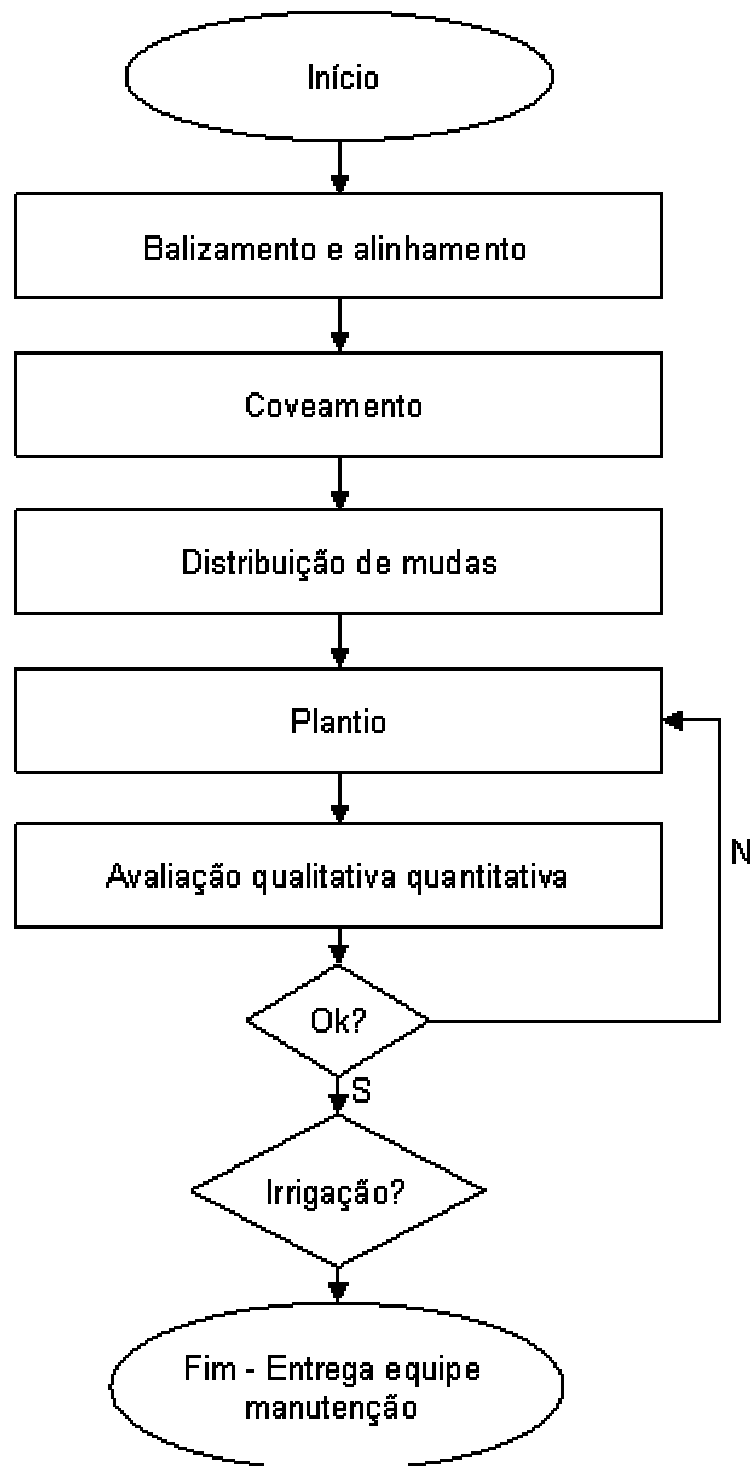 Início
Balizamento e alinhamento
Coveamento
Distribuição de mudas
Plantio
N
Avaliação qualitativa quantitativa
Ok?
S
Irrigação?
Fim - Entrega equipe
manutenção